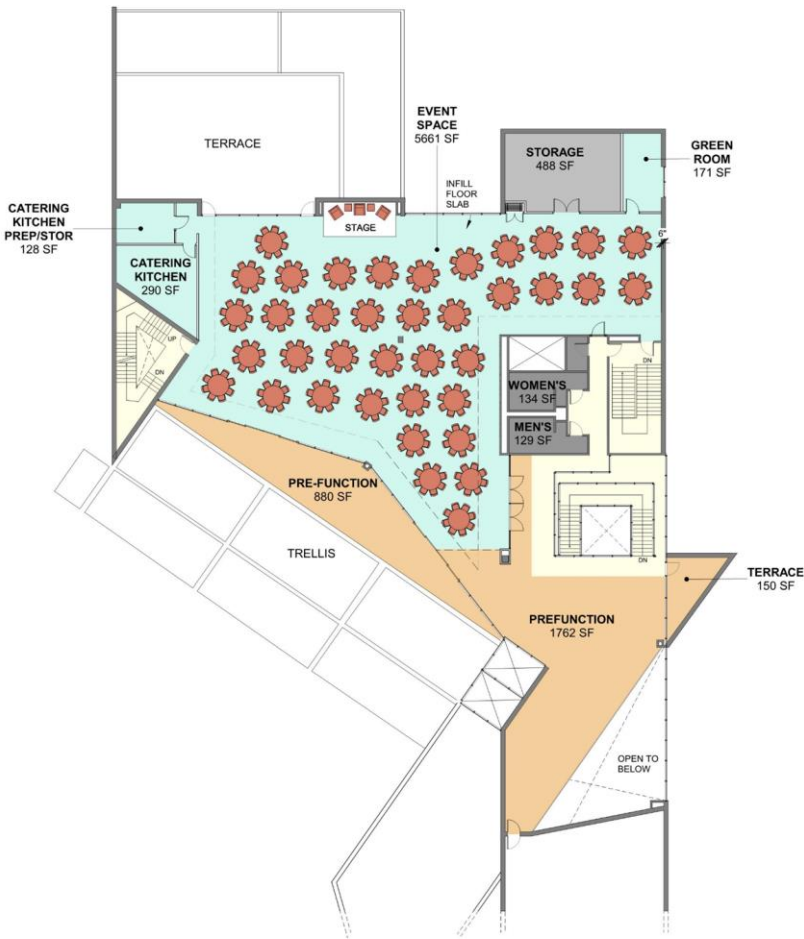 EVENT
SPACE
5661 SF
TERRACE
STORAGE
488 SF
GREEN
ROOM
171 SF
INFILL
FLOOR
SLAB
CATERING
KITCHEN
PREP/STOR
128 SF
STAGE
6"
CATERING
KITCHEN
290 SF
UP
DN
DN
WOMEN'S
134 SF
MEN'S
129 SF
PRE-FUNCTION
880 SF
TRELLIS
DN
TERRACE
150 SF
PREFUNCTION
1762 SF
OPEN TO
BELOW